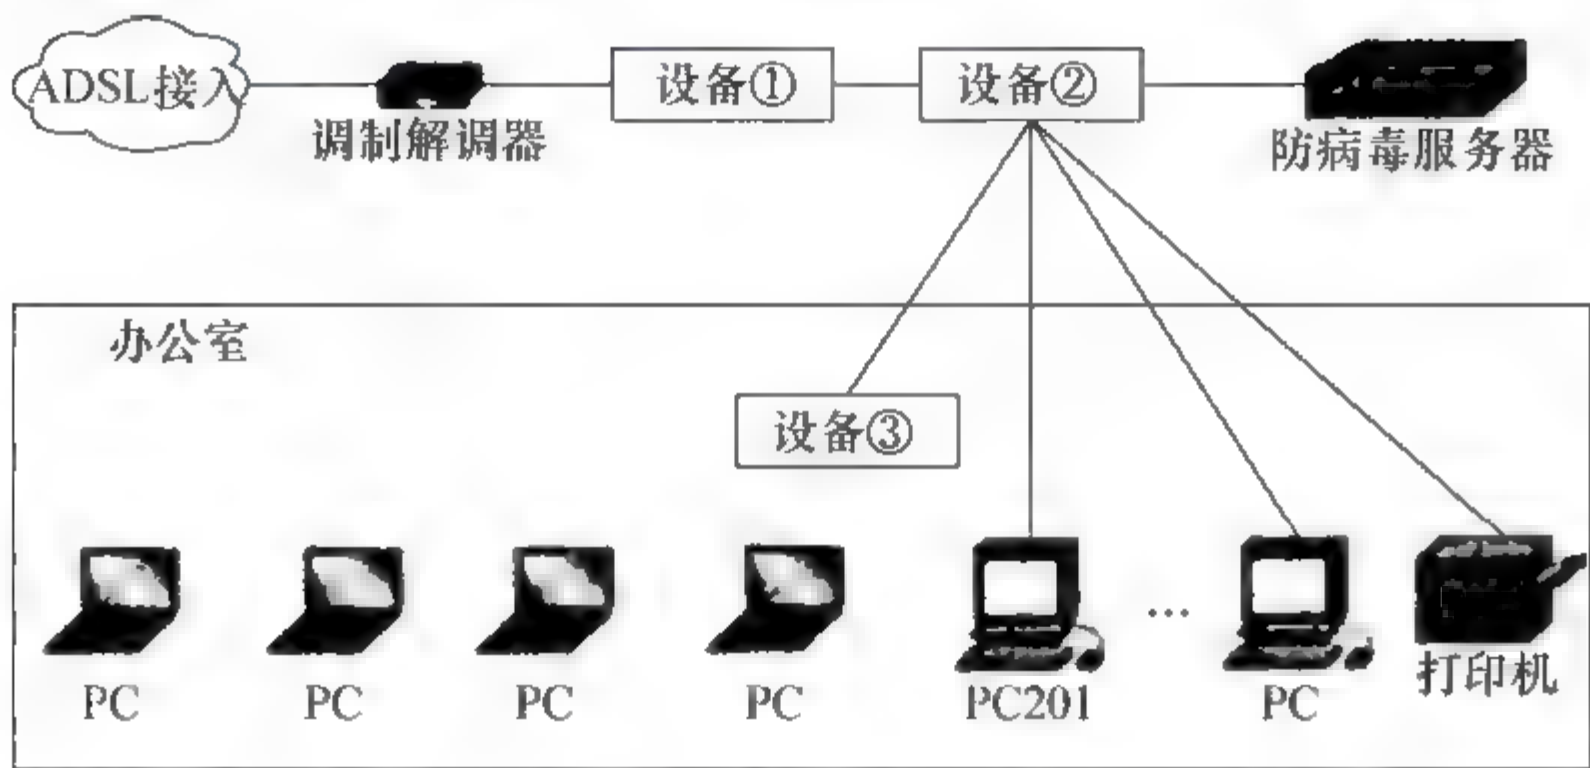 ADSL接入
调制解调器
设备①
设备②
防病毒服务器
办公室
设备③
PC
PC
PC
PC
PC201
...
PC
打印机